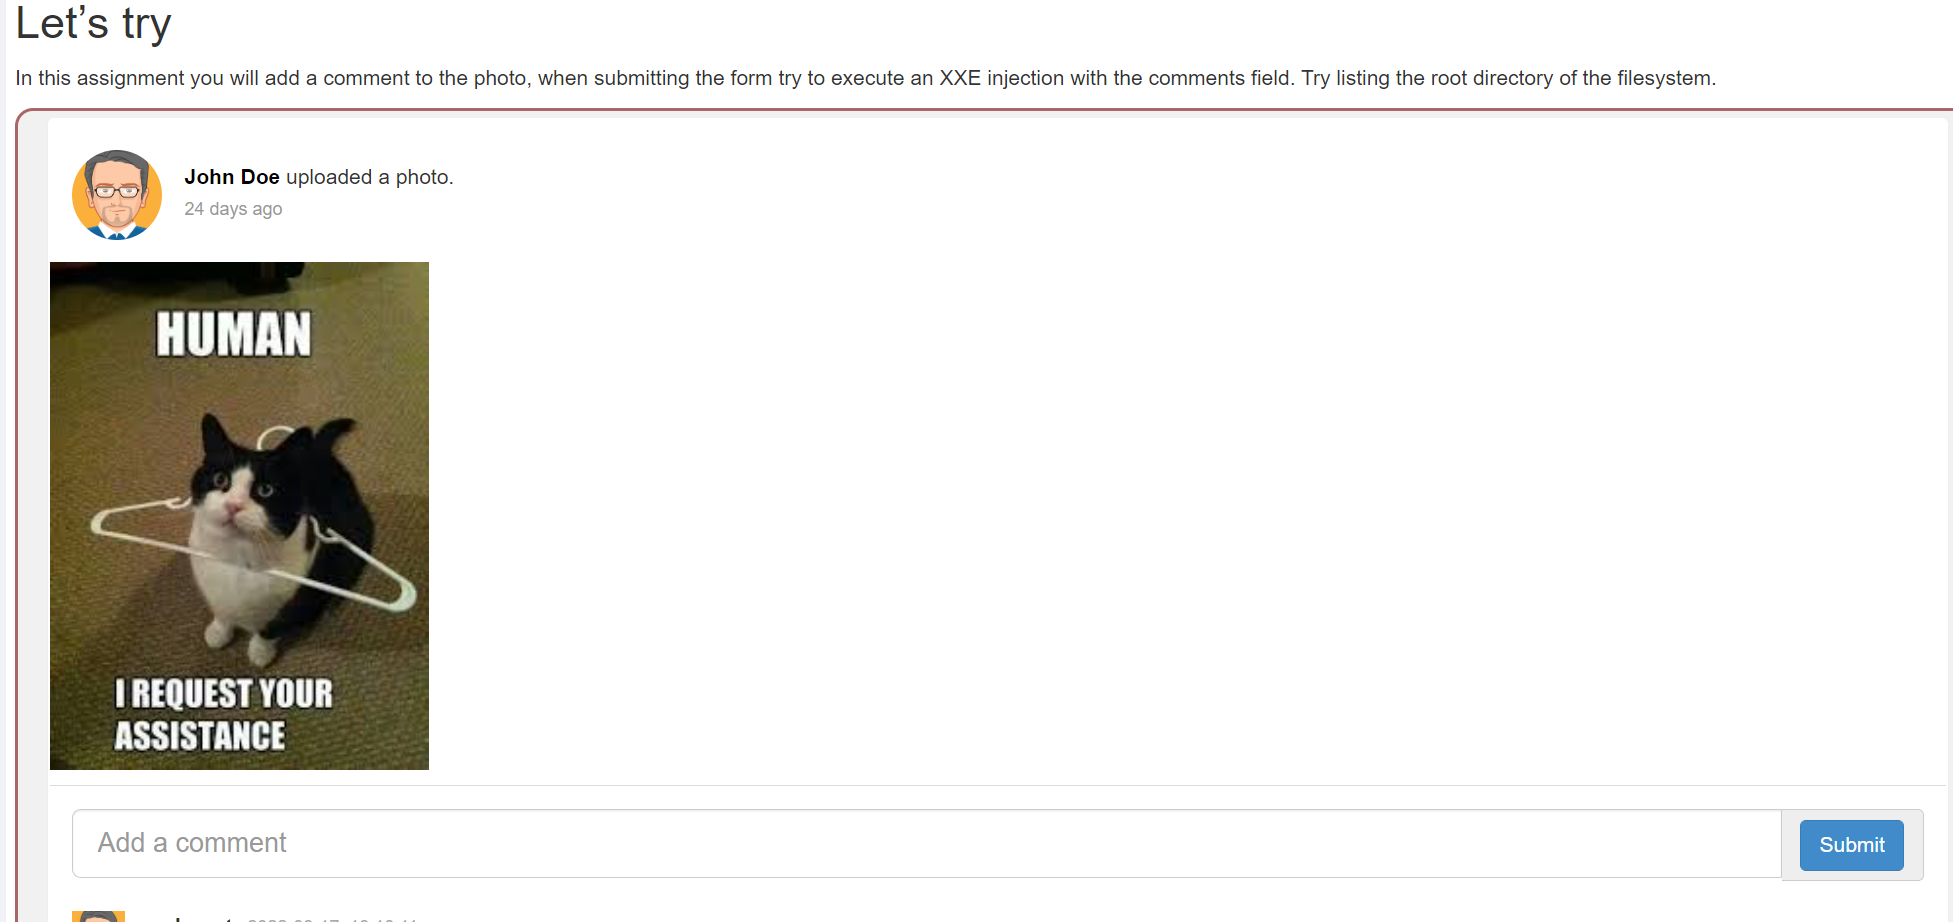 Let’s try
In this assignment you will add a comment to the photo, when submitting the form try to execute an XXE injection with the comments field. Try listing the root directory of the filesystem.
John Doe uploaded a photo.
24 days ago
HUMAN
I REQUEST YOUR
ASSISTANCE
Add a comment
Submit